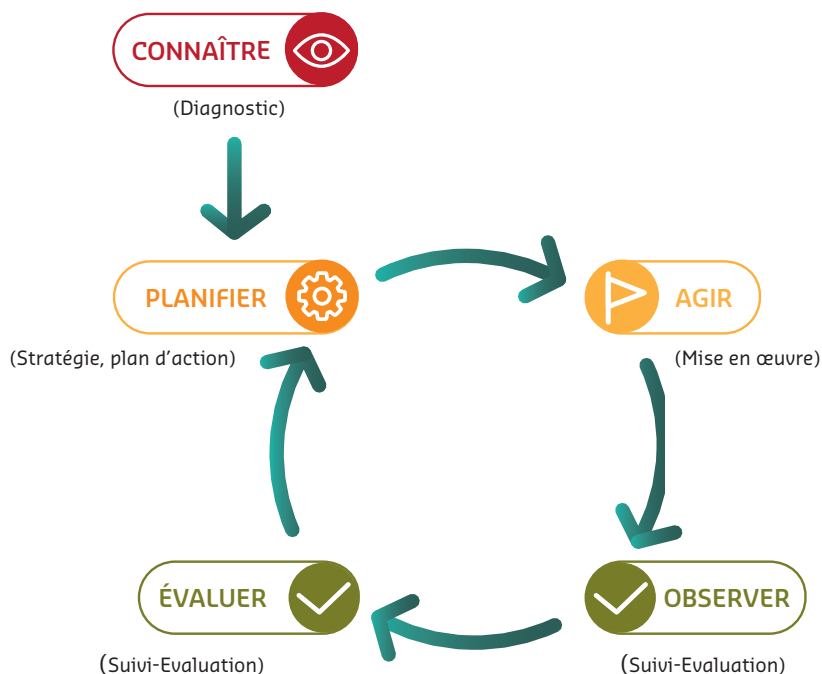 CONNAÎTRE
(Diagnostic)
PLANIFIER
(Stratégie, plan d'action)
AGIR
(Mise en œuvre)
ÉVALUER
(Suivi-Evaluation)
OBSERVER
(Suivi-Evaluation)